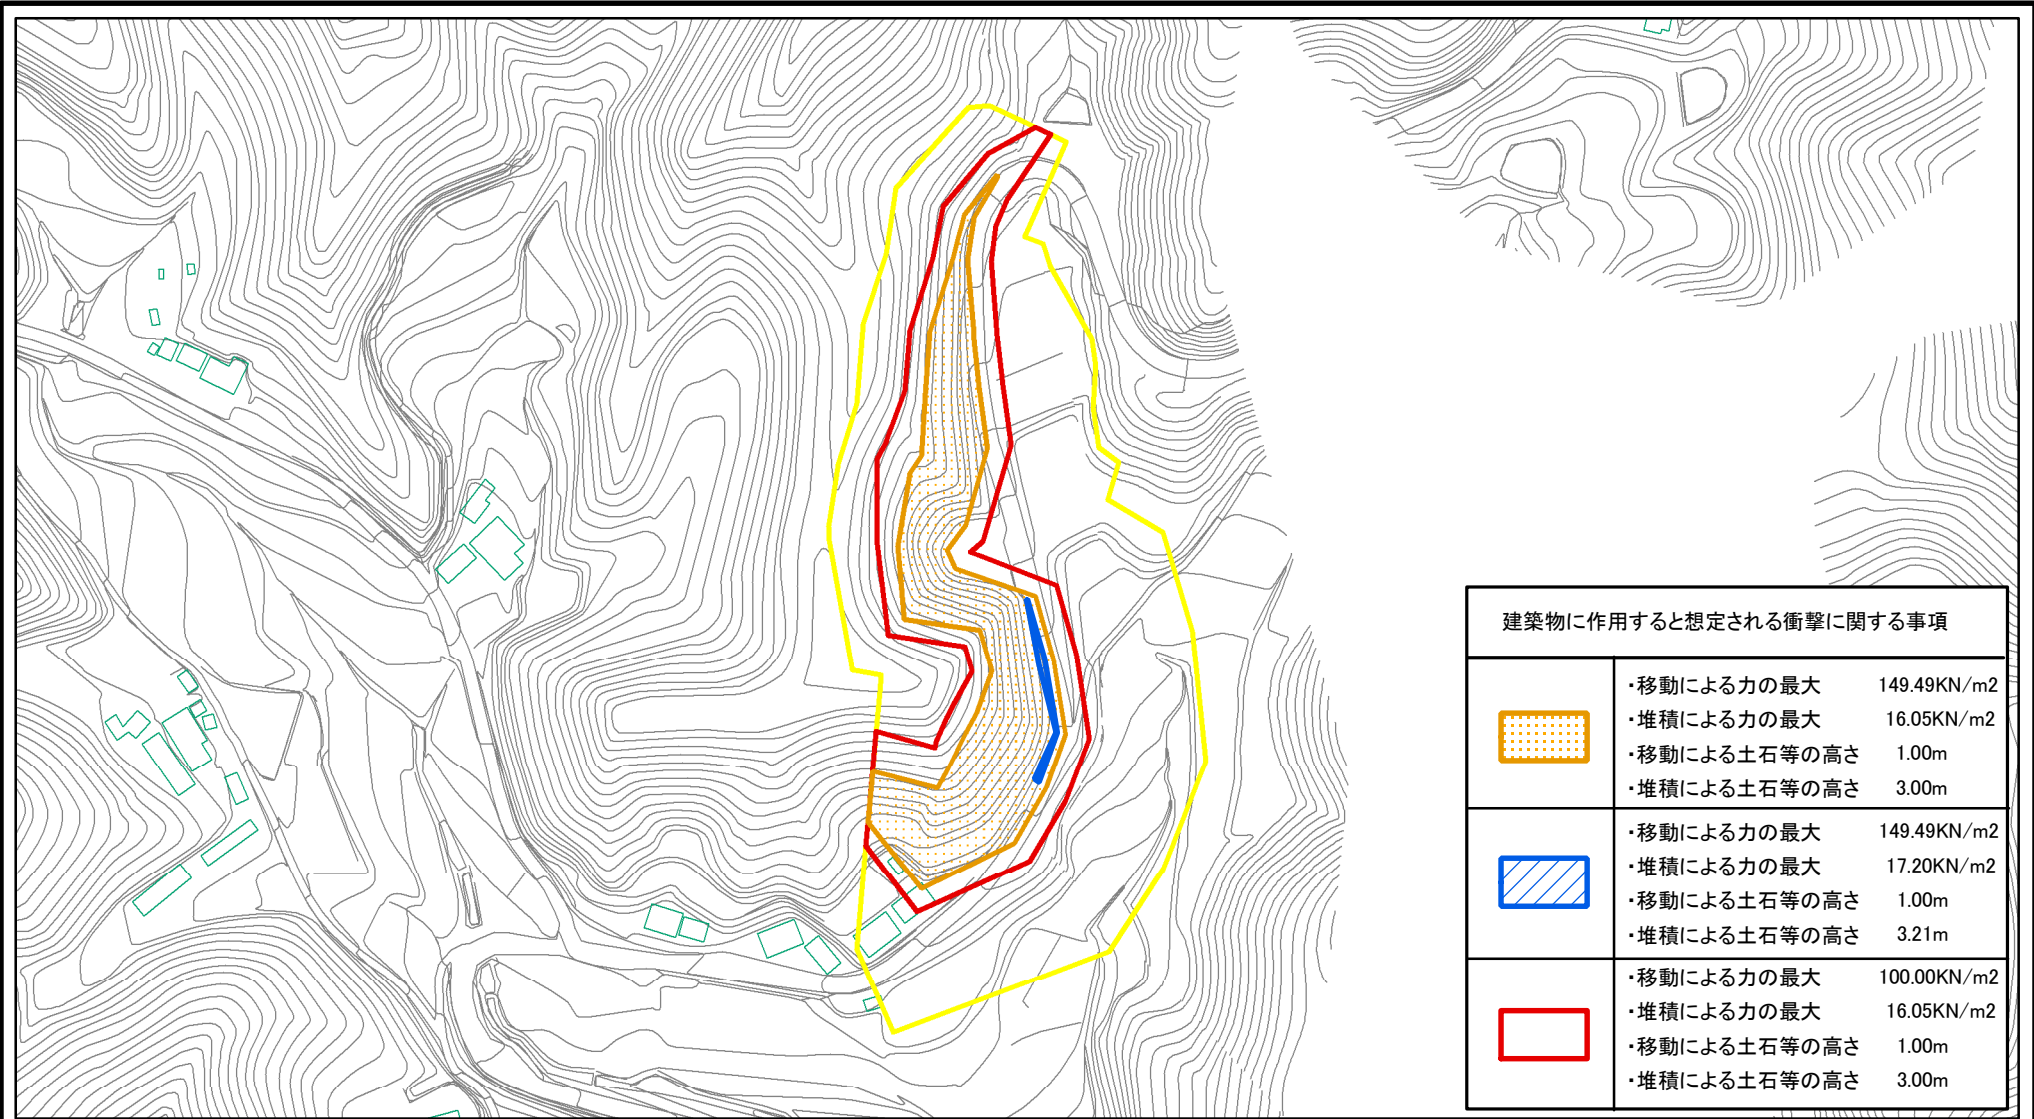 建築物に作用すると想定される衝撃に関する事項
・移動による力の最大 149.49KN/m2
・堆積による力の最大 16.05KN/m2
・移動による土石等の高さ 1.00m
・堆積による土石等の高さ 3.00m
・移動による力の最大 149.49KN/m2
・堆積による力の最大 17.20KN/m2
・移動による土石等の高さ 1.00m
・堆積による土石等の高さ 3.21m
・移動による力の最大 100.00KN/m2
・堆積による力の最大 16.05KN/m2
・移動による土石等の高さ 1.00m
・堆積による土石等の高さ 3.00m